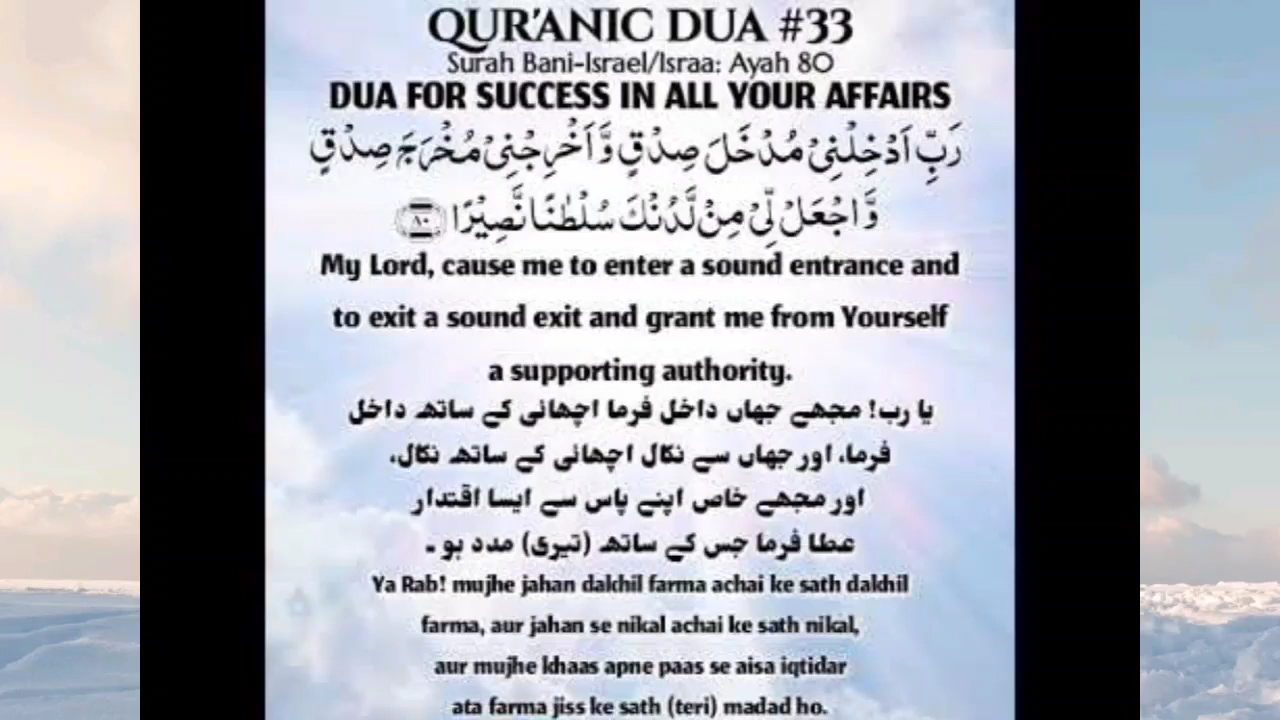 QUR'ANIC DUA #33
Surah Bani-Israel/Israa: Ayah 80
DUA FOR SUCCESS IN ALL YOUR AFFAIRS
رَبِّ اَدْخِلْنِىْ مُدْخَلَ صِدْقٍ وَّاَخْرِجْنِىْ مُخْرَجَ صِدْقٍ
وَّاجْعَلْ لِّىْ مِنْ لَّدُنْكَ سُلْطٰنًا نَّصِيْرًا ﴿۸۰﴾
My Lord, cause me to enter a sound entrance and
to exit a sound exit and grant me from Yourself
a supporting authority.
یا رب! مجھے جہاں داخل فرما اچھائی کے ساتھ داخل
فرما، اور جہاں سے نکال اچھائی کے ساتھ نکال،
اور مجھے خاص اپنے پاس سے ایسا اقتدار
عطا فرما جس کے ساتھ (تیری) مدد ہو ۔
Ya Rab! mujhe jahan dakhil farma achai ke sath dakhil
farma, aur jahan se nikal achai ke sath nikal,
aur mujhe khaas apne paas se aisa iqtidar
ata farma jiss ke sath (teri) madad ho.